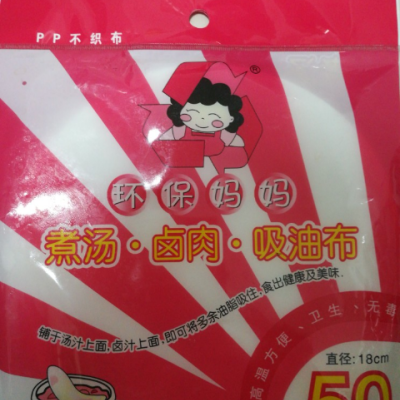 PP不织布
®
环保妈妈
煮汤·卤肉·吸油布
铺于汤汁上面、卤汁上面,即可将多余油脂吸住,食出健康及美味.
高温方便、卫生、无毒
直径:18cm
50